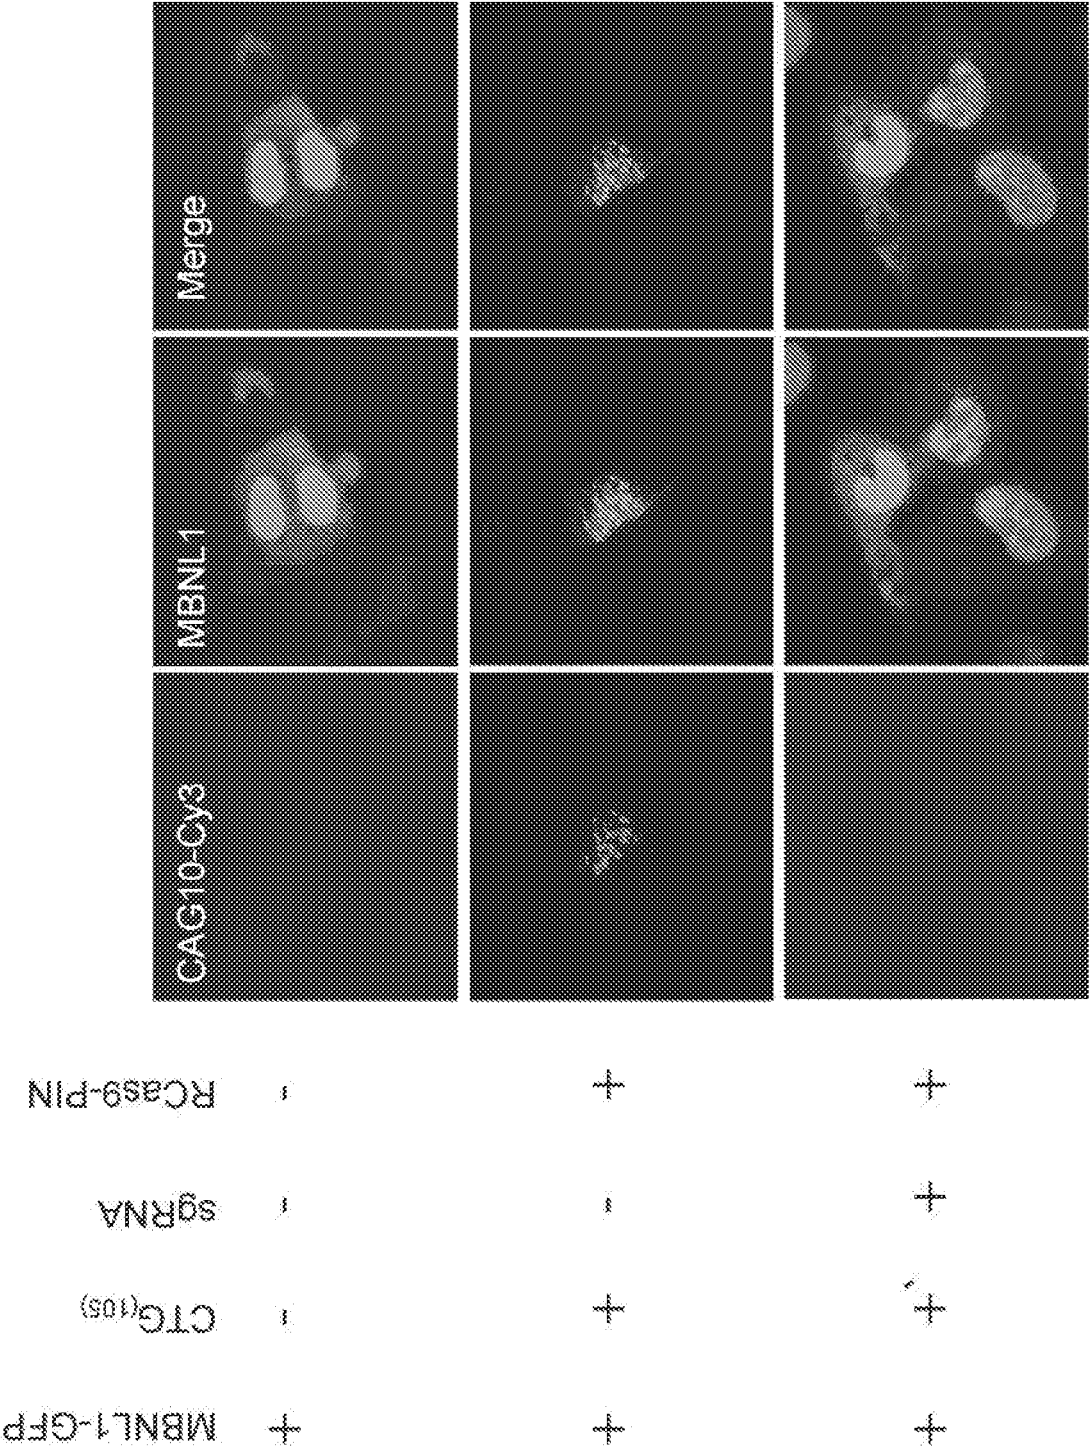 Merge
MBNL1
CAG10-Cy3
RCas9-PIN - + +
sgRNA - - +
CTG(105) - + +
MBNL1-GFP + + +